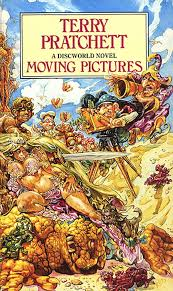 TERRY
PRATCHETT
A DISCWORLD NOVEL
MOVING PICTURES